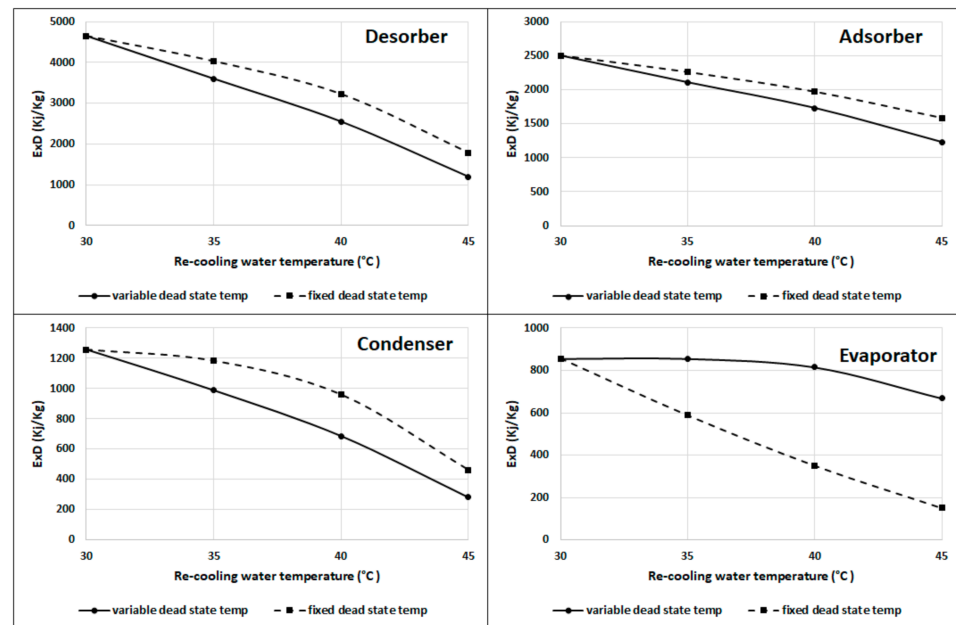 Desorber
5000
4000
3000
2000
1000
0
ExD (Kj/Kg)
30 35 40 45
Re-cooling water temperature (°C )
variable dead state temp fixed dead state temp
Adsorber
3000
2500
2000
1500
1000
500
0
ExD (Kj/Kg)
30 35 40 45
Re-cooling water temperature (°C )
variable dead state temp fixed dead state temp
Condenser
1400
1200
1000
800
600
400
200
0
ExD (Kj/Kg)
30 35 40 45
Re-cooling water temperature (°C )
variable dead state temp fixed dead state temp
Evaporator
1000
800
600
400
200
0
ExD (Kj/Kg)
30 35 40 45
Re-cooling water temperature (°C )
variable dead state temp fixed dead state temp